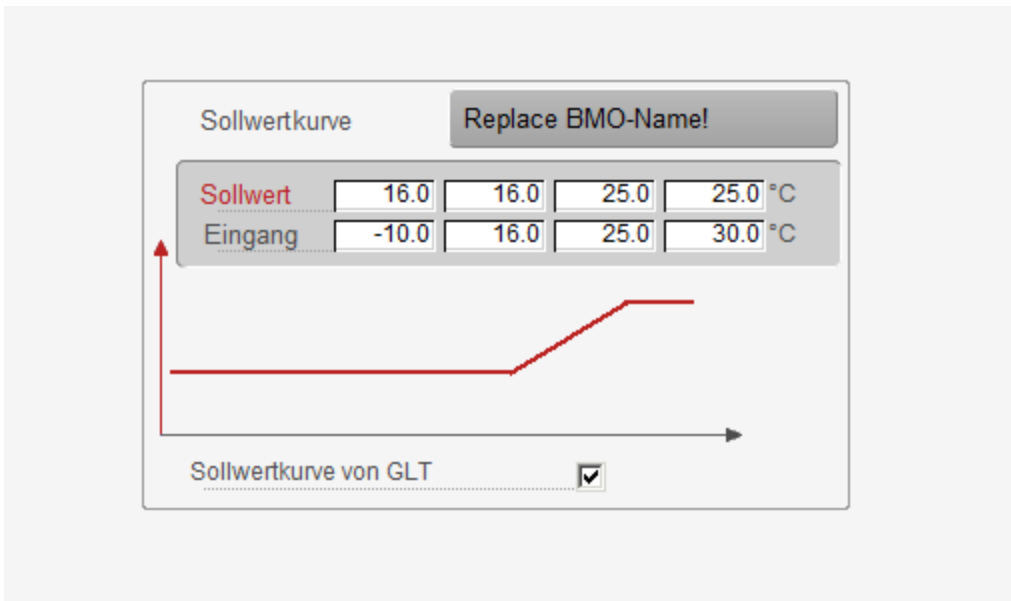 Sollwertkurve Replace BMO-Name!
Sollwert 16.0 16.0 25.0 25.0 °C
Eingang -10.0 16.0 25.0 30.0 °C
Sollwertkurve von GLT